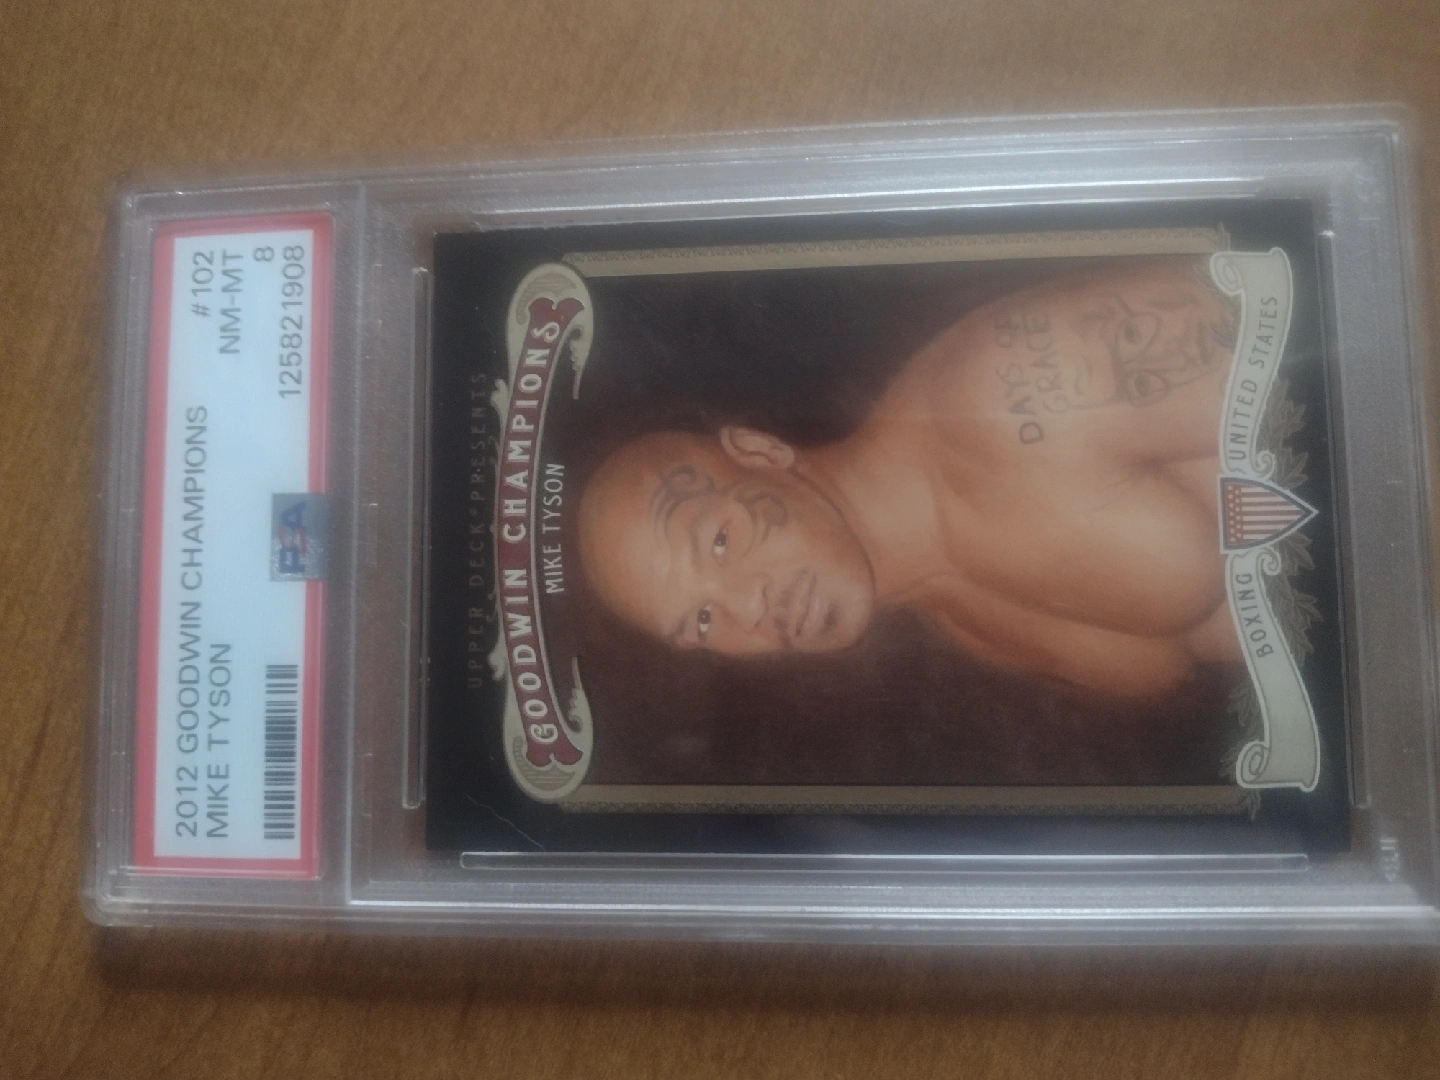 2012 GOODWIN CHAMPIONS #102
MIKE TYSON NM-MT
8
PSA 125821908
UPPER DECK PRESENTS
GOODWIN CHAMPIONS
MIKE TYSON
DAYS OF
GRACE
BOXING UNITED STATES